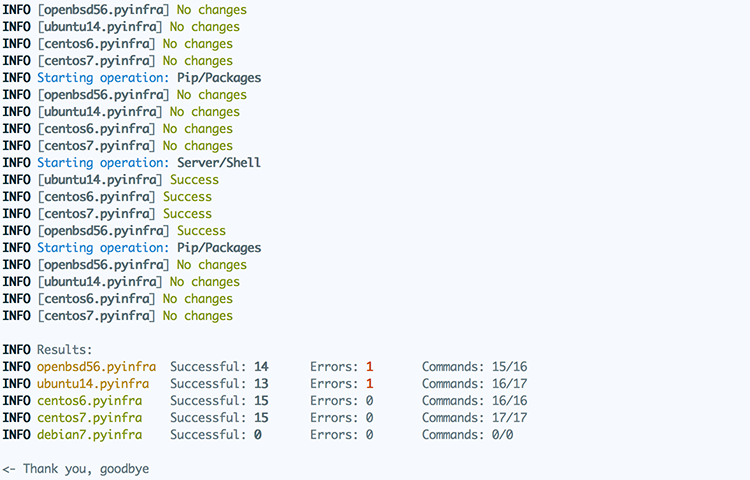 INFO [openbsd56.pyinfra] No changes
INFO [ubuntu14.pyinfra] No changes
INFO [centos6.pyinfra] No changes
INFO [centos7.pyinfra] No changes
INFO Starting operation: Pip/Packages
INFO [openbsd56.pyinfra] No changes
INFO [ubuntu14.pyinfra] No changes
INFO [centos6.pyinfra] No changes
INFO [centos7.pyinfra] No changes
INFO Starting operation: Server/Shell
INFO [ubuntu14.pyinfra] Success
INFO [centos6.pyinfra] Success
INFO [centos7.pyinfra] Success
INFO [openbsd56.pyinfra] Success
INFO Starting operation: Pip/Packages
INFO [openbsd56.pyinfra] No changes
INFO [ubuntu14.pyinfra] No changes
INFO [centos6.pyinfra] No changes
INFO [centos7.pyinfra] No changes
INFO Results:
INFO openbsd56.pyinfra Successful: 14 Errors: 1 Commands: 15/16
INFO ubuntu14.pyinfra Successful: 13 Errors: 1 Commands: 16/17
INFO centos6.pyinfra Successful: 15 Errors: 0 Commands: 16/16
INFO centos7.pyinfra Successful: 15 Errors: 0 Commands: 17/17
INFO debian7.pyinfra Successful: 0 Errors: 0 Commands: 0/0
<- Thank you, goodbye